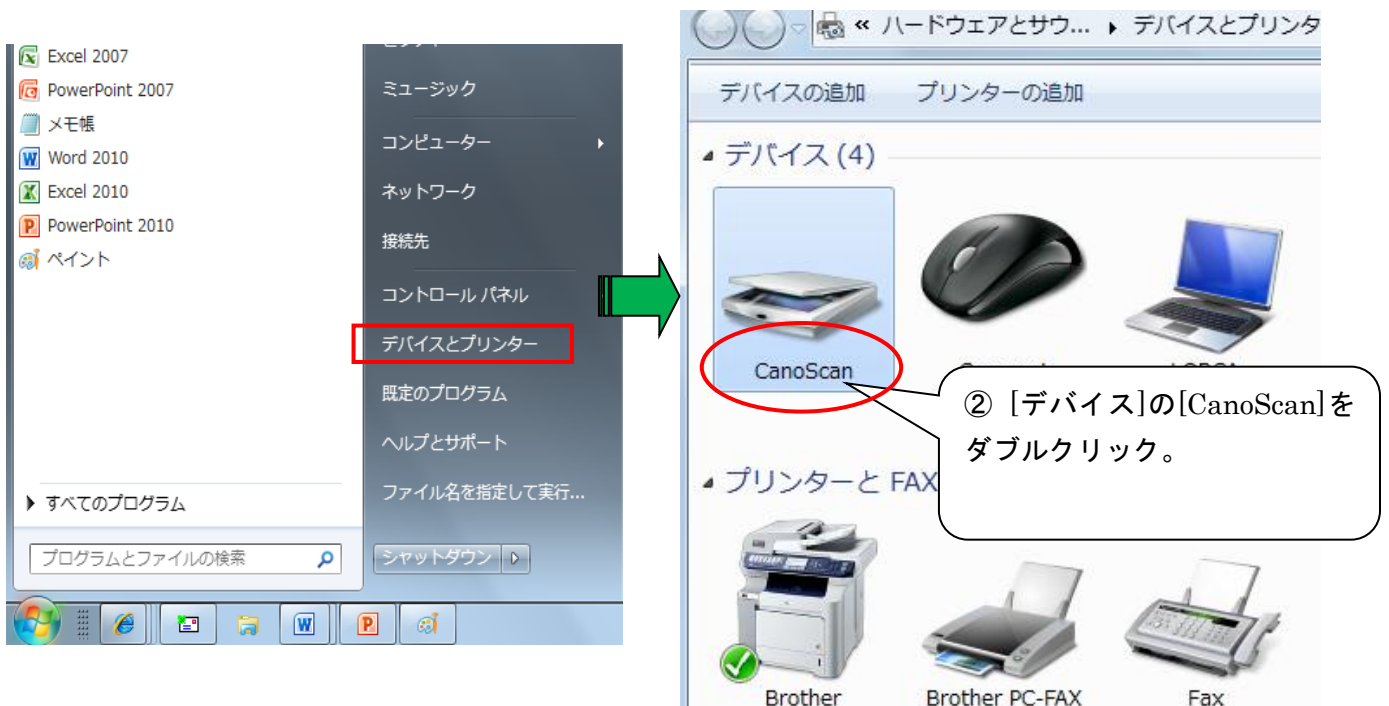 Excel 2007
PowerPoint 2007
メモ帳
Word 2010
Excel 2010
PowerPoint 2010
ペイント
すべてのプログラム
プログラムとファイルの検索
ミュージック
コンピューター
ネットワーク
接続先
コントロール パネル
デバイスとプリンター
既定のプログラム
ヘルプとサポート
ファイル名を指定して実行...
シャットダウン
« ハードウェアとサウ... ▸ デバイスとプリンタ
デバイスの追加 プリンターの追加
デバイス (4)
CanoScan
② [デバイス]の[CanoScan]を
ダブルクリック。
プリンターと FAX
Brother
Brother PC-FAX
Fax